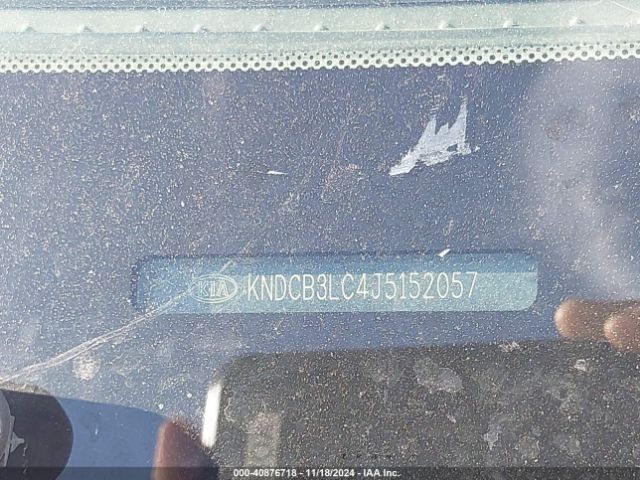 KIA KNDCB3LC4J5152057
000-40876718 - 11/18/2024 - IAA Inc.